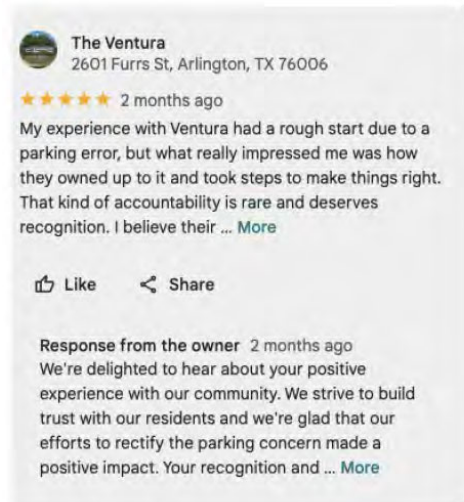 The Ventura
2601 Furrs St, Arlington, TX 76006
2 months ago
My experience with Ventura had a rough start due to a
parking error, but what really impressed me was how
they owned up to it and took steps to make things right.
That kind of accountability is rare and deserves
recognition. I believe their ... More
Like Share
Response from the owner 2 months ago
We're delighted to hear about your positive
experience with our community. We strive to build
trust with our residents and we're glad that our
efforts to rectify the parking concern made a
positive impact. Your recognition and ... More